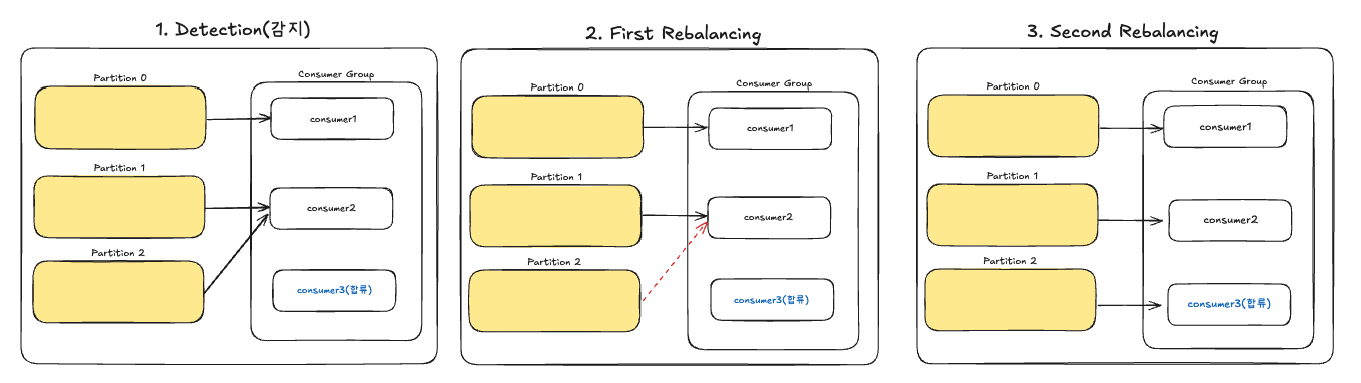 1. Detection(감지)
Partition 0
Consumer Group
consumer1
Partition 1
consumer2
Partition 2
consumer3(합류)
2. First Rebalancing
Partition 0
Consumer Group
consumer1
Partition 1
consumer2
Partition 2
consumer3(합류)
3. Second Rebalancing
Partition 0
Consumer Group
consumer1
Partition 1
consumer2
Partition 2
consumer3(합류)